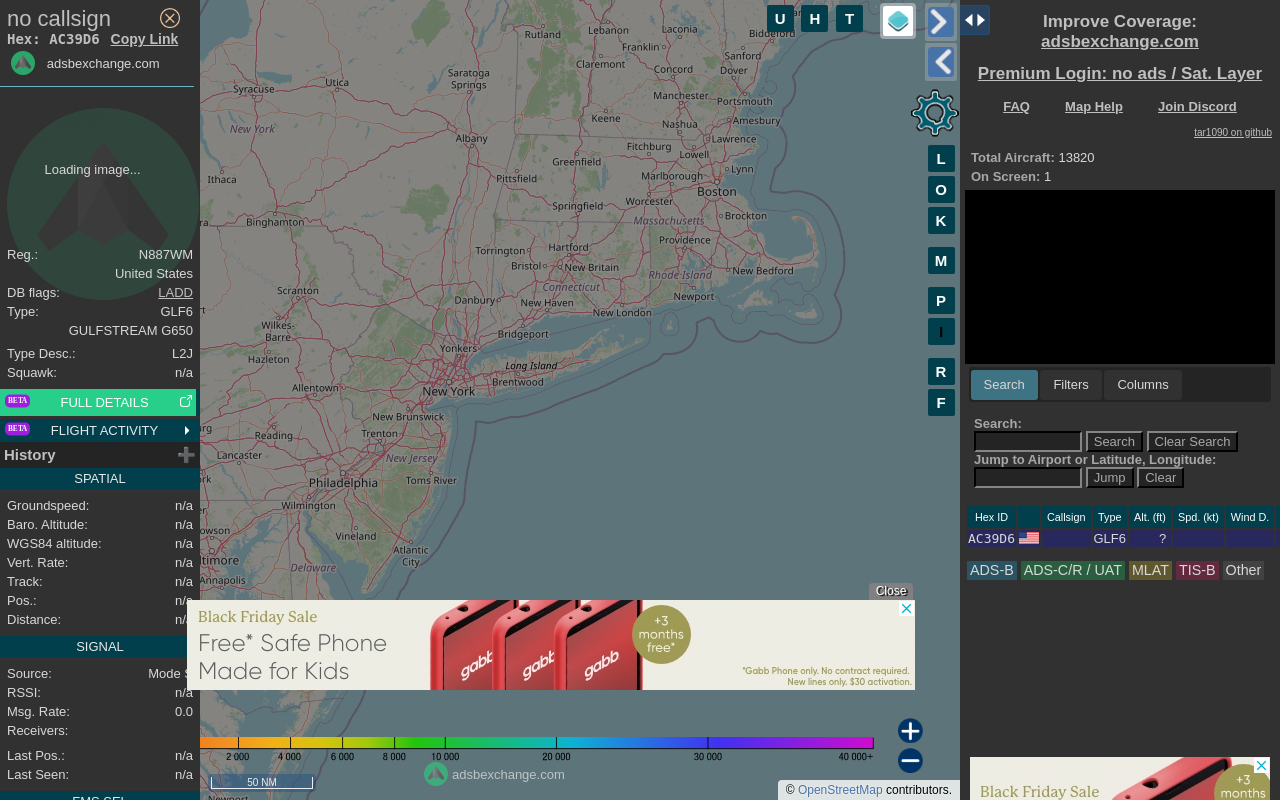 no callsign
Hex: AC39D6 Copy Link
adsbexchange.com
Loading image...
Reg.: N887WM
United States
DB flags: LADD
Type: GLF6
GULFSTREAM G650
Type Desc.: L2J
Squawk: n/a
BETA FULL DETAILS
BETA FLIGHT ACTIVITY
History
SPATIAL
Groundspeed: n/a
Baro. Altitude: n/a
WGS84 altitude: n/a
Vert. Rate: n/a
Track: n/a
Pos.: n/a
Distance: n/a
SIGNAL
Source: Mode S
RSSI: n/a
Msg. Rate: 0.0
Receivers:
Last Pos.: n/a
Last Seen: n/a
FMS SEL
U H T
L
O
K
M
P
I
R
F
Rutland
Lebanon
Laconia
Biddeford
Franklin
Sanford
Claremont
Concord
Dover
Saratoga
Springs
Utica
Syracuse
Manchester
Portsmouth
Keene
Nashua
Amesbury
New York
Albany
Lawrence
Fitchburg
Lowell
Greenfield
Lynn
Ithaca
Pittsfield
Marlborough
Boston
Springfield
Worcester
Binghamton
Massachusetts
Brockton
Providence
Torrington
Hartford
Bristol
New Britain
Rhode Island
New Bedford
Connecticut
Scranton
Danbury
New Haven
Newport
New London
Wilkes-
Barre
Bridgeport
Yonkers
Hazleton
Long Island
Brentwood
Allentown
New York
New Brunswick
Reading
Trenton
Lancaster
New Jersey
Philadelphia
Toms River
Wilmington
Vineland
Atlantic
City
Annapolis
Delaware
Close
Black Friday Sale
Free* Safe Phone
Made for Kids
gabb
gabb
gabb
+3
months
free*
*Gabb Phone only. No contract required.
New lines only. $30 activation.
2 000 4 000 6 000 8 000 10 000 20 000 30 000 40 000+
adsbexchange.com
50 NM
© OpenStreetMap contributors.
Improve Coverage:
adsbexchange.com
Premium Login: no ads / Sat. Layer
FAQ Map Help Join Discord
tar1090 on github
Total Aircraft: 13820
On Screen: 1
Search Filters Columns
Search:
Search Clear Search
Jump to Airport or Latitude, Longitude:
Jump Clear
Hex ID Callsign Type Alt. (ft) Spd. (kt) Wind D.
AC39D6 GLF6 ?
ADS-B ADS-C/R / UAT MLAT TIS-B Other
Black Friday Sale
+3
months